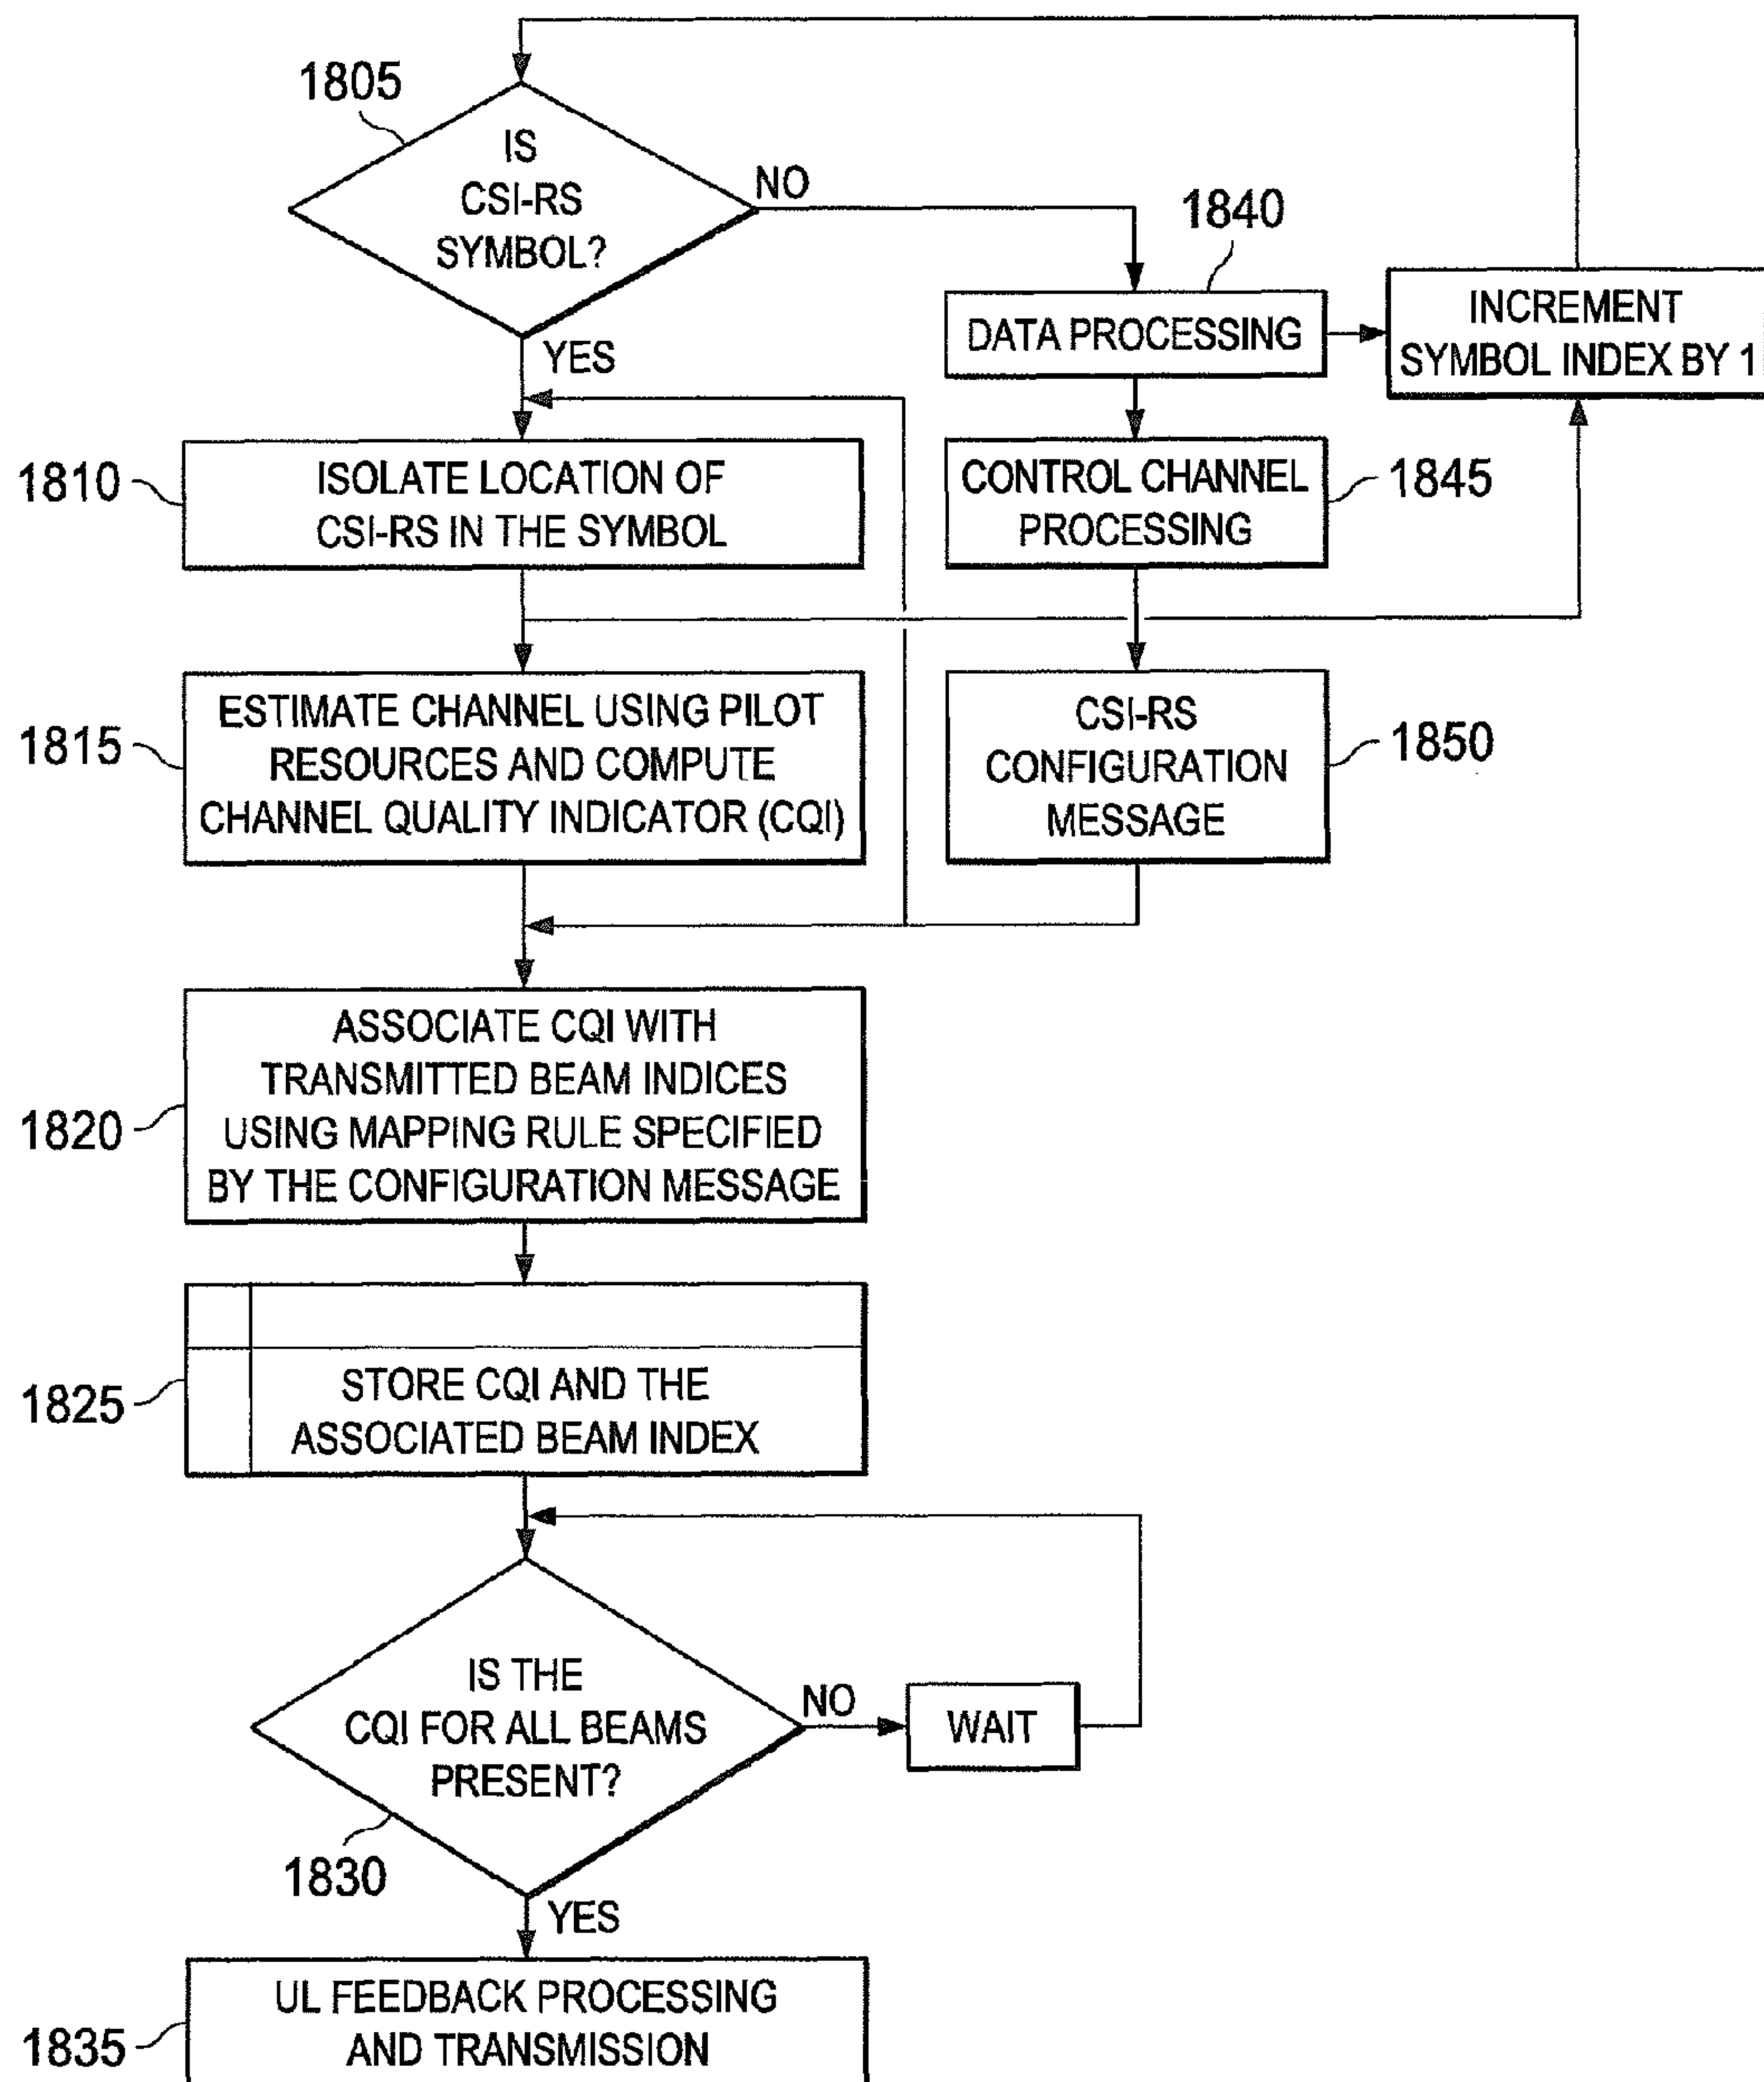 1805
IS
CSI-RS
SYMBOL?
NO
YES
1840
DATA PROCESSING
INCREMENT
SYMBOL INDEX BY 1
1810
ISOLATE LOCATION OF
CSI-RS IN THE SYMBOL
CONTROL CHANNEL
PROCESSING
1845
1815
ESTIMATE CHANNEL USING PILOT
RESOURCES AND COMPUTE
CHANNEL QUALITY INDICATOR (CQI)
CSI-RS
CONFIGURATION
MESSAGE
1850
1820
ASSOCIATE CQI WITH
TRANSMITTED BEAM INDICES
USING MAPPING RULE SPECIFIED
BY THE CONFIGURATION MESSAGE
1825
STORE CQI AND THE
ASSOCIATED BEAM INDEX
IS THE
CQI FOR ALL BEAMS
PRESENT?
NO
WAIT
1830
YES
1835
UL FEEDBACK PROCESSING
AND TRANSMISSION